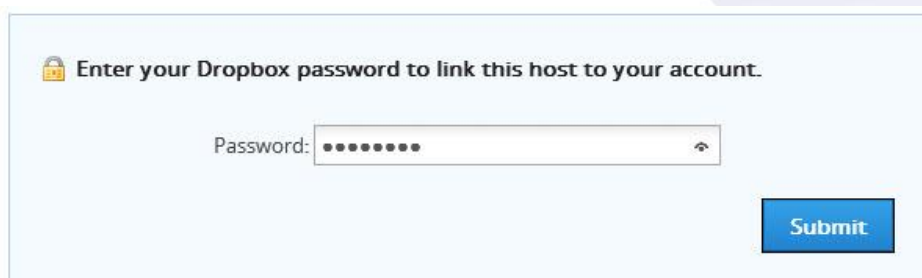 Enter your Dropbox password to link this host to your account.
Password: ••••••••
Submit